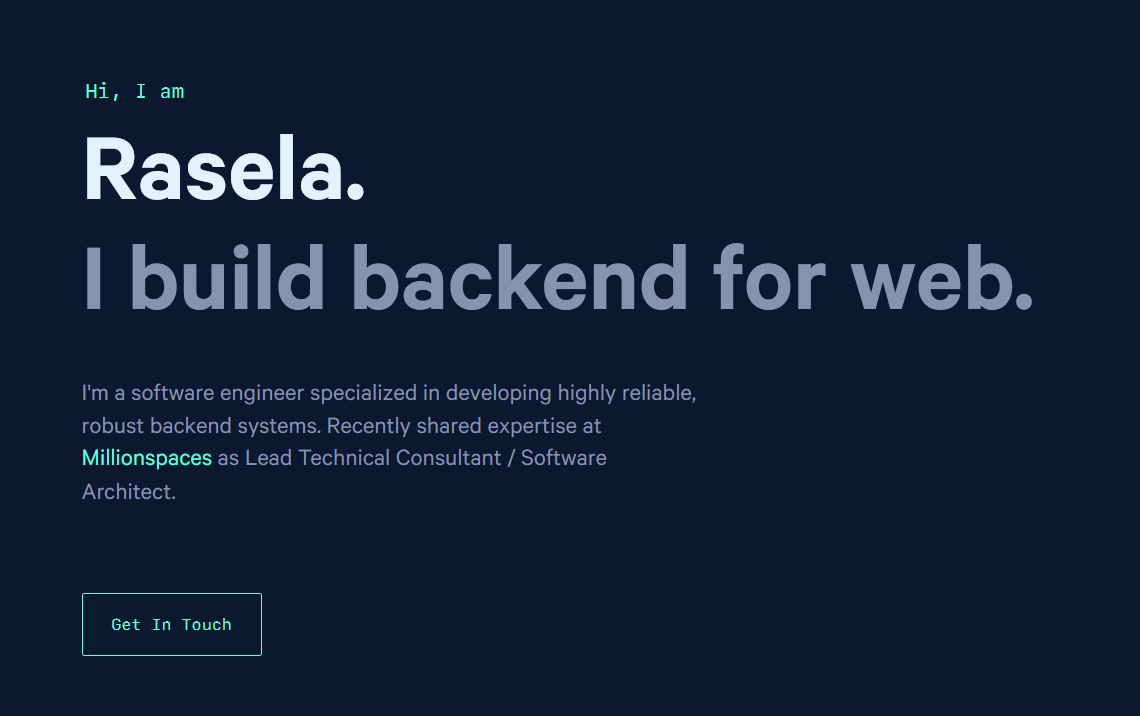 Hi, I am
Rasela.
I build backend for web.
I'm a software engineer specialized in developing highly reliable,
robust backend systems. Recently shared expertise at
Millionspaces as Lead Technical Consultant / Software
Architect.
Get In Touch